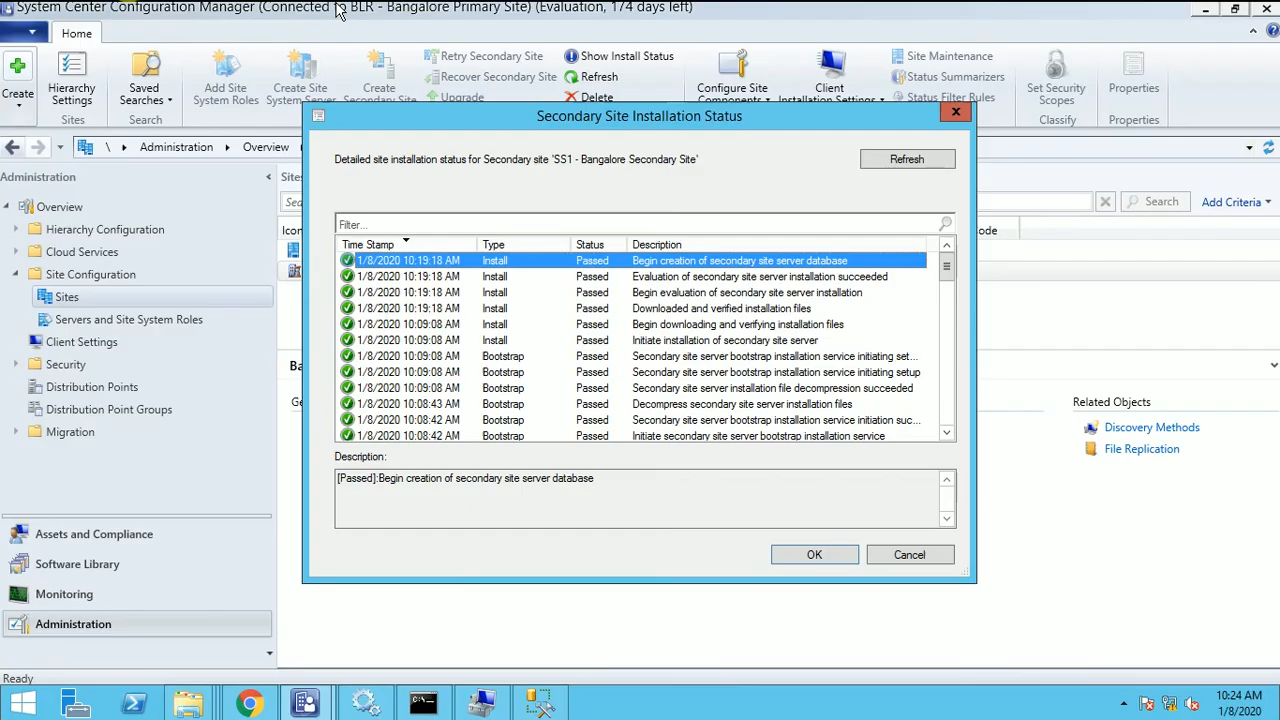 System Center Configuration Manager (Connected to BLR - Bangalore Primary Site) (Evaluation, 174 days left)
Home
Create
Hierarchy Settings
Sites
Saved Searches
Search
Add Site System Roles
Create Site System Server
Create Secondary Site
Retry Secondary Site
Recover Secondary Site
Upgrade
Show Install Status
Refresh
Delete
Configure Site Components
Client Installation Settings
Site Maintenance
Status Summarizers
Status Filter Rules
Set Security Scopes
Classify
Properties
Properties
\ Administration Overview
Administration
Overview
Hierarchy Configuration
Cloud Services
Site Configuration
Sites
Servers and Site System Roles
Client Settings
Security
Distribution Points
Distribution Point Groups
Migration
Assets and Compliance
Software Library
Monitoring
Administration
Ready
Search
Add Criteria
Related Objects
Discovery Methods
File Replication
Secondary Site Installation Status
Detailed site installation status for Secondary site 'SS1 - Bangalore Secondary Site'
Refresh
Filter...
Time Stamp Type Status Description
1/8/2020 10:19:18 AM Install Passed Begin creation of secondary site server database
1/8/2020 10:19:18 AM Install Passed Evaluation of secondary site server installation succeeded
1/8/2020 10:19:18 AM Install Passed Begin evaluation of secondary site server installation
1/8/2020 10:19:18 AM Install Passed Downloaded and verified installation files
1/8/2020 10:09:08 AM Install Passed Begin downloading and verifying installation files
1/8/2020 10:09:08 AM Install Passed Initiate installation of secondary site server
1/8/2020 10:09:08 AM Bootstrap Passed Secondary site server bootstrap installation service initiating set...
1/8/2020 10:09:08 AM Bootstrap Passed Secondary site server bootstrap installation service initiating setup
1/8/2020 10:09:08 AM Bootstrap Passed Secondary site server installation file decompression succeeded
1/8/2020 10:08:43 AM Bootstrap Passed Decompress secondary site server installation files
1/8/2020 10:08:42 AM Bootstrap Passed Secondary site server bootstrap installation service initiation suc...
1/8/2020 10:08:42 AM Bootstrap Passed Initiate secondary site server bootstrap installation service
Description:
[Passed]:Begin creation of secondary site server database
OK
Cancel
10:24 AM
1/8/2020